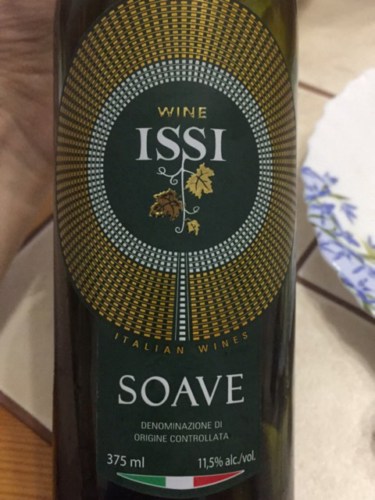 WINE
ISSI
ITALIAN WINES
SOAVE
DENOMINAZIONE DI
ORIGINE CONTROLLATA
375 ml 11,5% alc./vol.